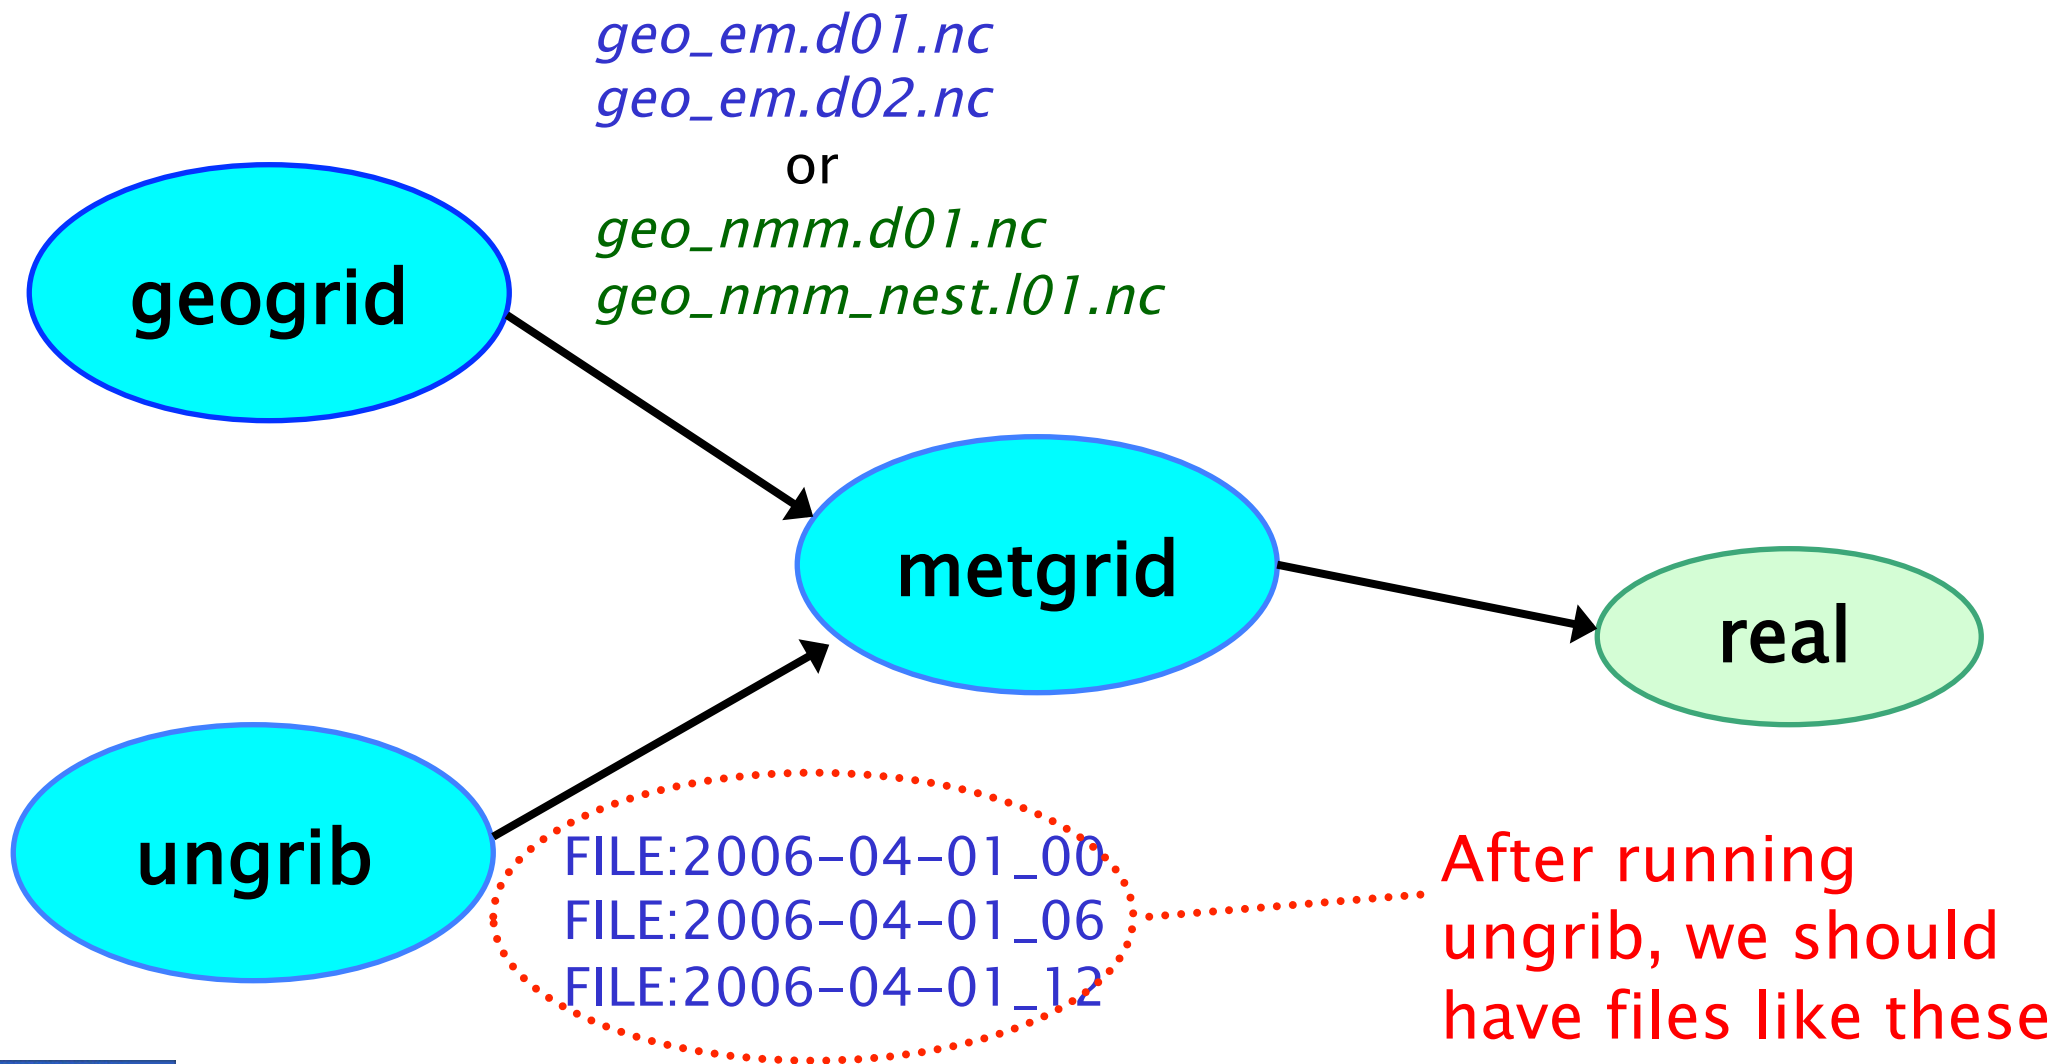 geo_em.d01.nc
geo_em.d02.nc
or
geo_nmm.d01.nc
geo_nmm_nest.l01.nc
geogrid
metgrid
real
ungrib
FILE:2006-04-01_00
FILE:2006-04-01_06
FILE:2006-04-01_12
After running
ungrib, we should
have files like these